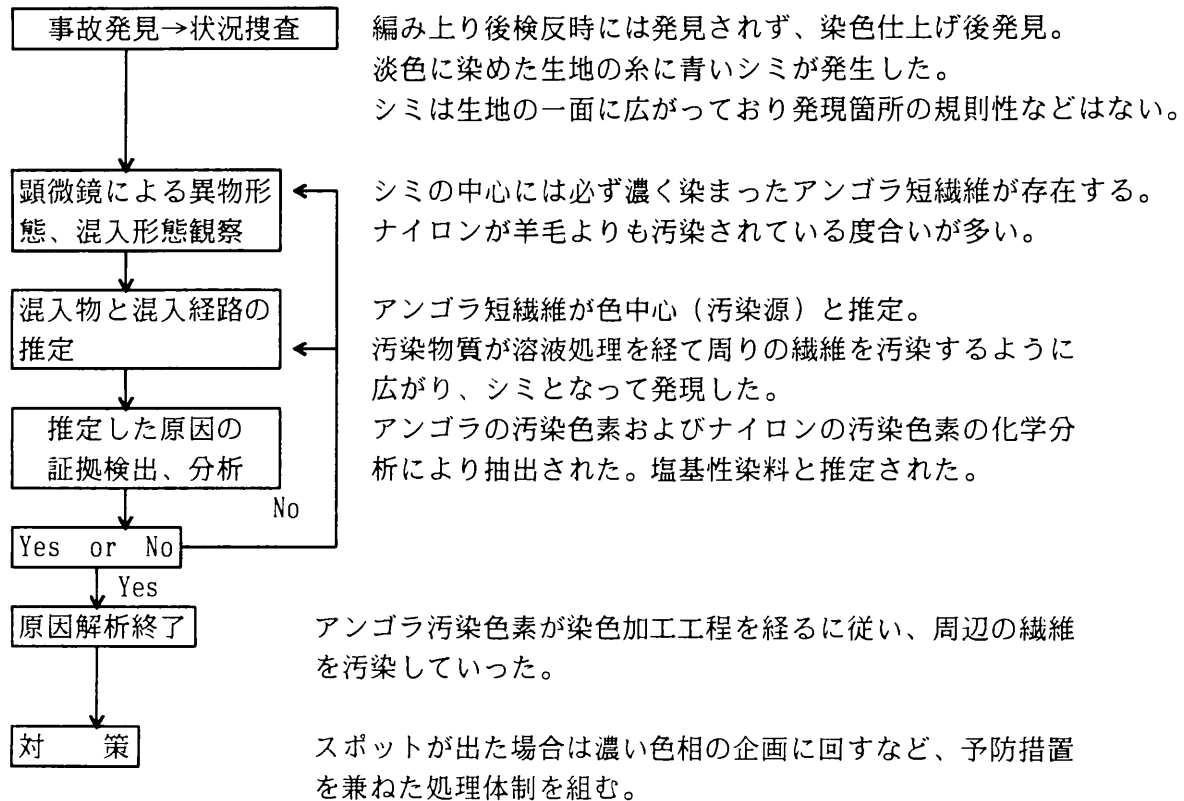 事故発見→状況捜査
編み上り後検反時には発見されず、染色仕上げ後発見。
淡色に染めた生地の糸に青いシミが発生した。
シミは生地の一面に広がっており発現箇所の規則性などはない。
顕微鏡による異物形
態、混入形態観察
シミの中心には必ず濃く染まったアンゴラ短繊維が存在する。
ナイロンが羊毛よりも汚染されている度合いが多い。
混入物と混入経路の
推定
アンゴラ短繊維が色中心（汚染源）と推定。
汚染物質が溶液処理を経て周りの繊維を汚染するように
広がり、シミとなって発現した。
推定した原因の
証拠検出、分析
アンゴラの汚染色素およびナイロンの汚染色素の化学分
析により抽出された。塩基性染料と推定された。
No
Yes or No
Yes
原因解析終了
アンゴラ汚染色素が染色加工工程を経るに従い、周辺の繊維
を汚染していった。
対　策
スポットが出た場合は濃い色相の企画に回すなど、予防措置
を兼ねた処理体制を組む。